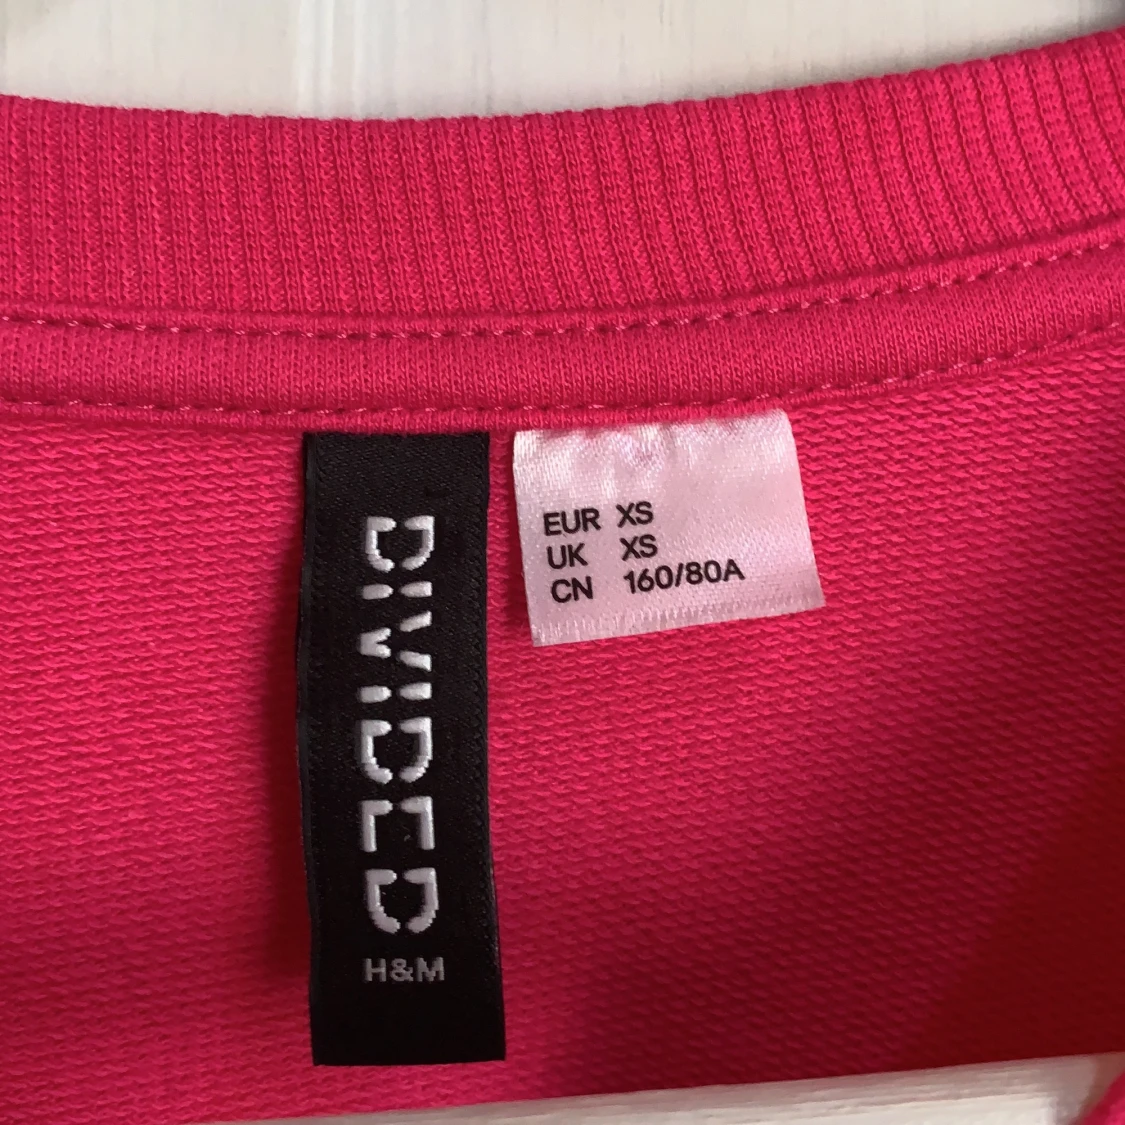 DIVIDED
H&M
EUR XS
UK XS
CN 160/80A